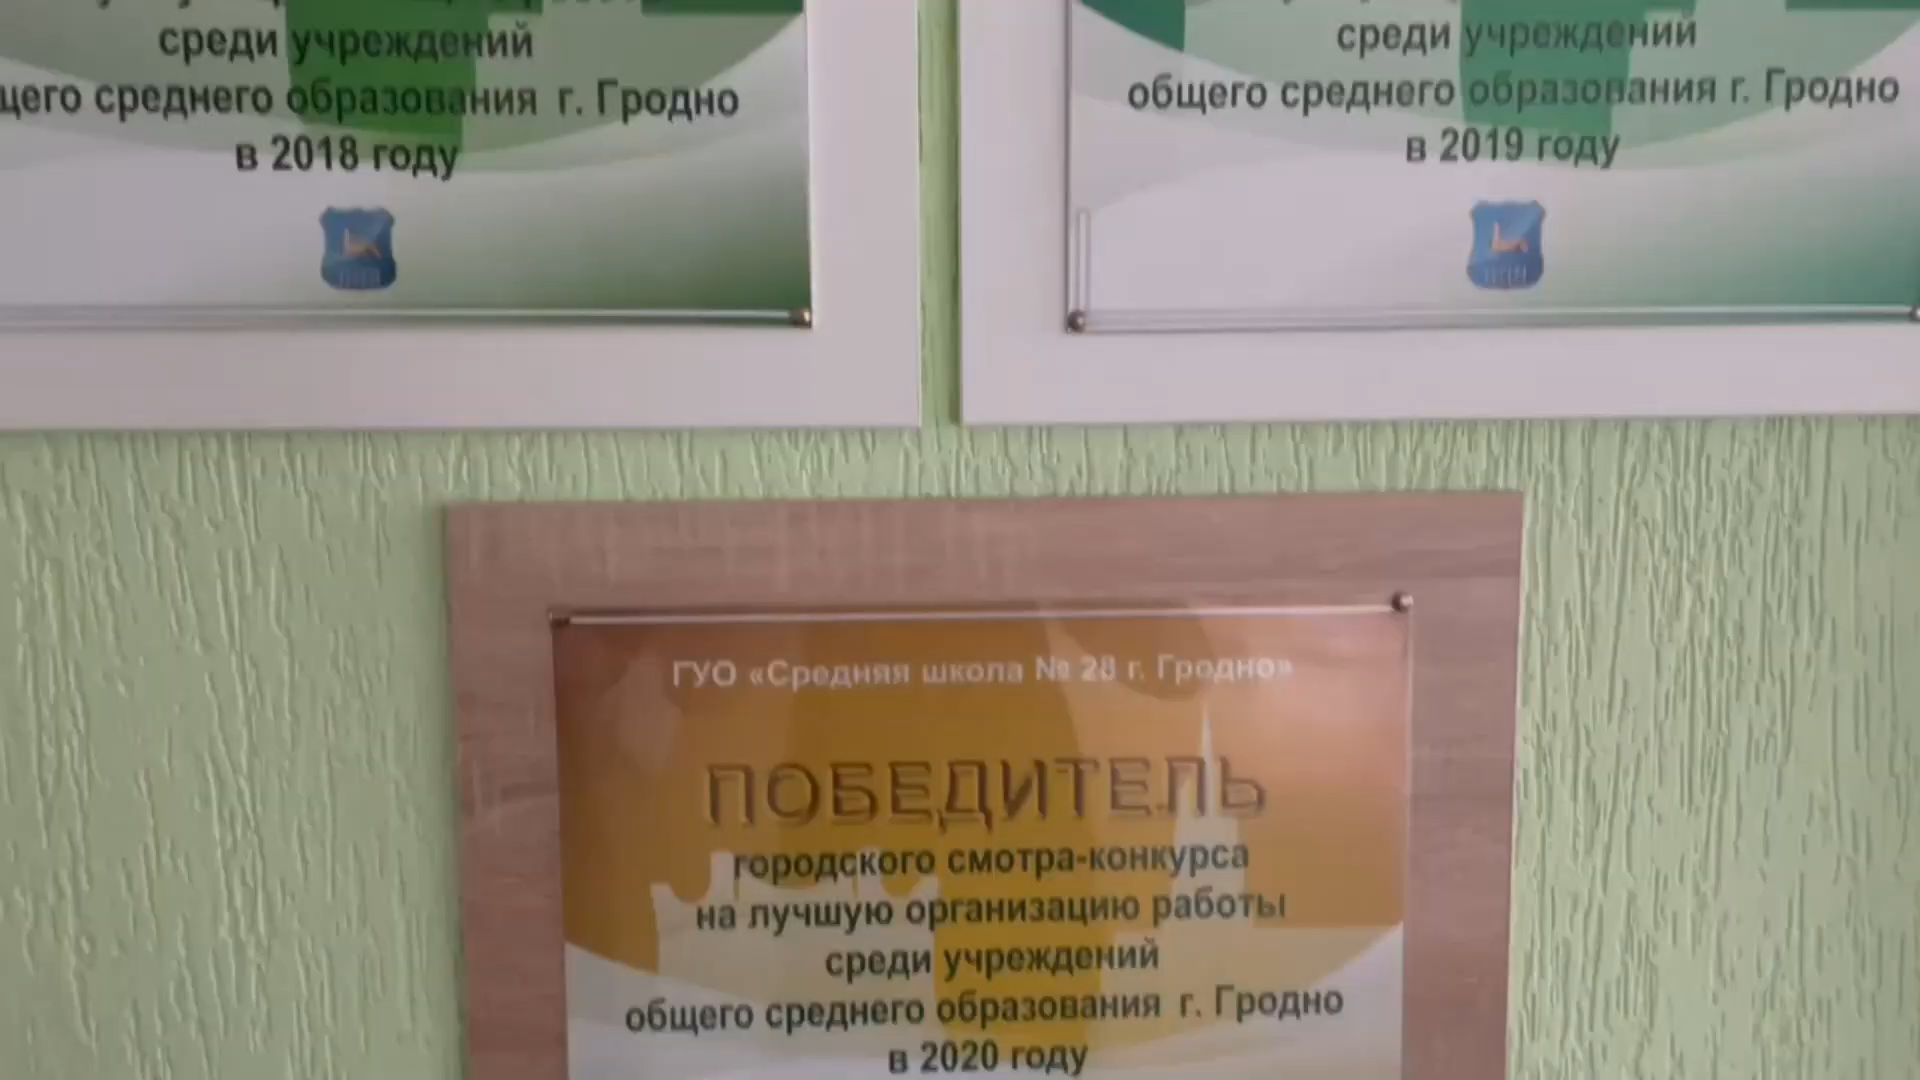 среди учреждений
щего среднего образования г. Гродно
в 2018 году
среди учреждений
общего среднего образования г. Гродно
в 2019 году
ГУО «Средняя школа № 28 г. Гродно»
ПОБЕДИТЕЛЬ
городского смотра-конкурса
на лучшую организацию работы
среди учреждений
общего среднего образования г. Гродно
в 2020 году